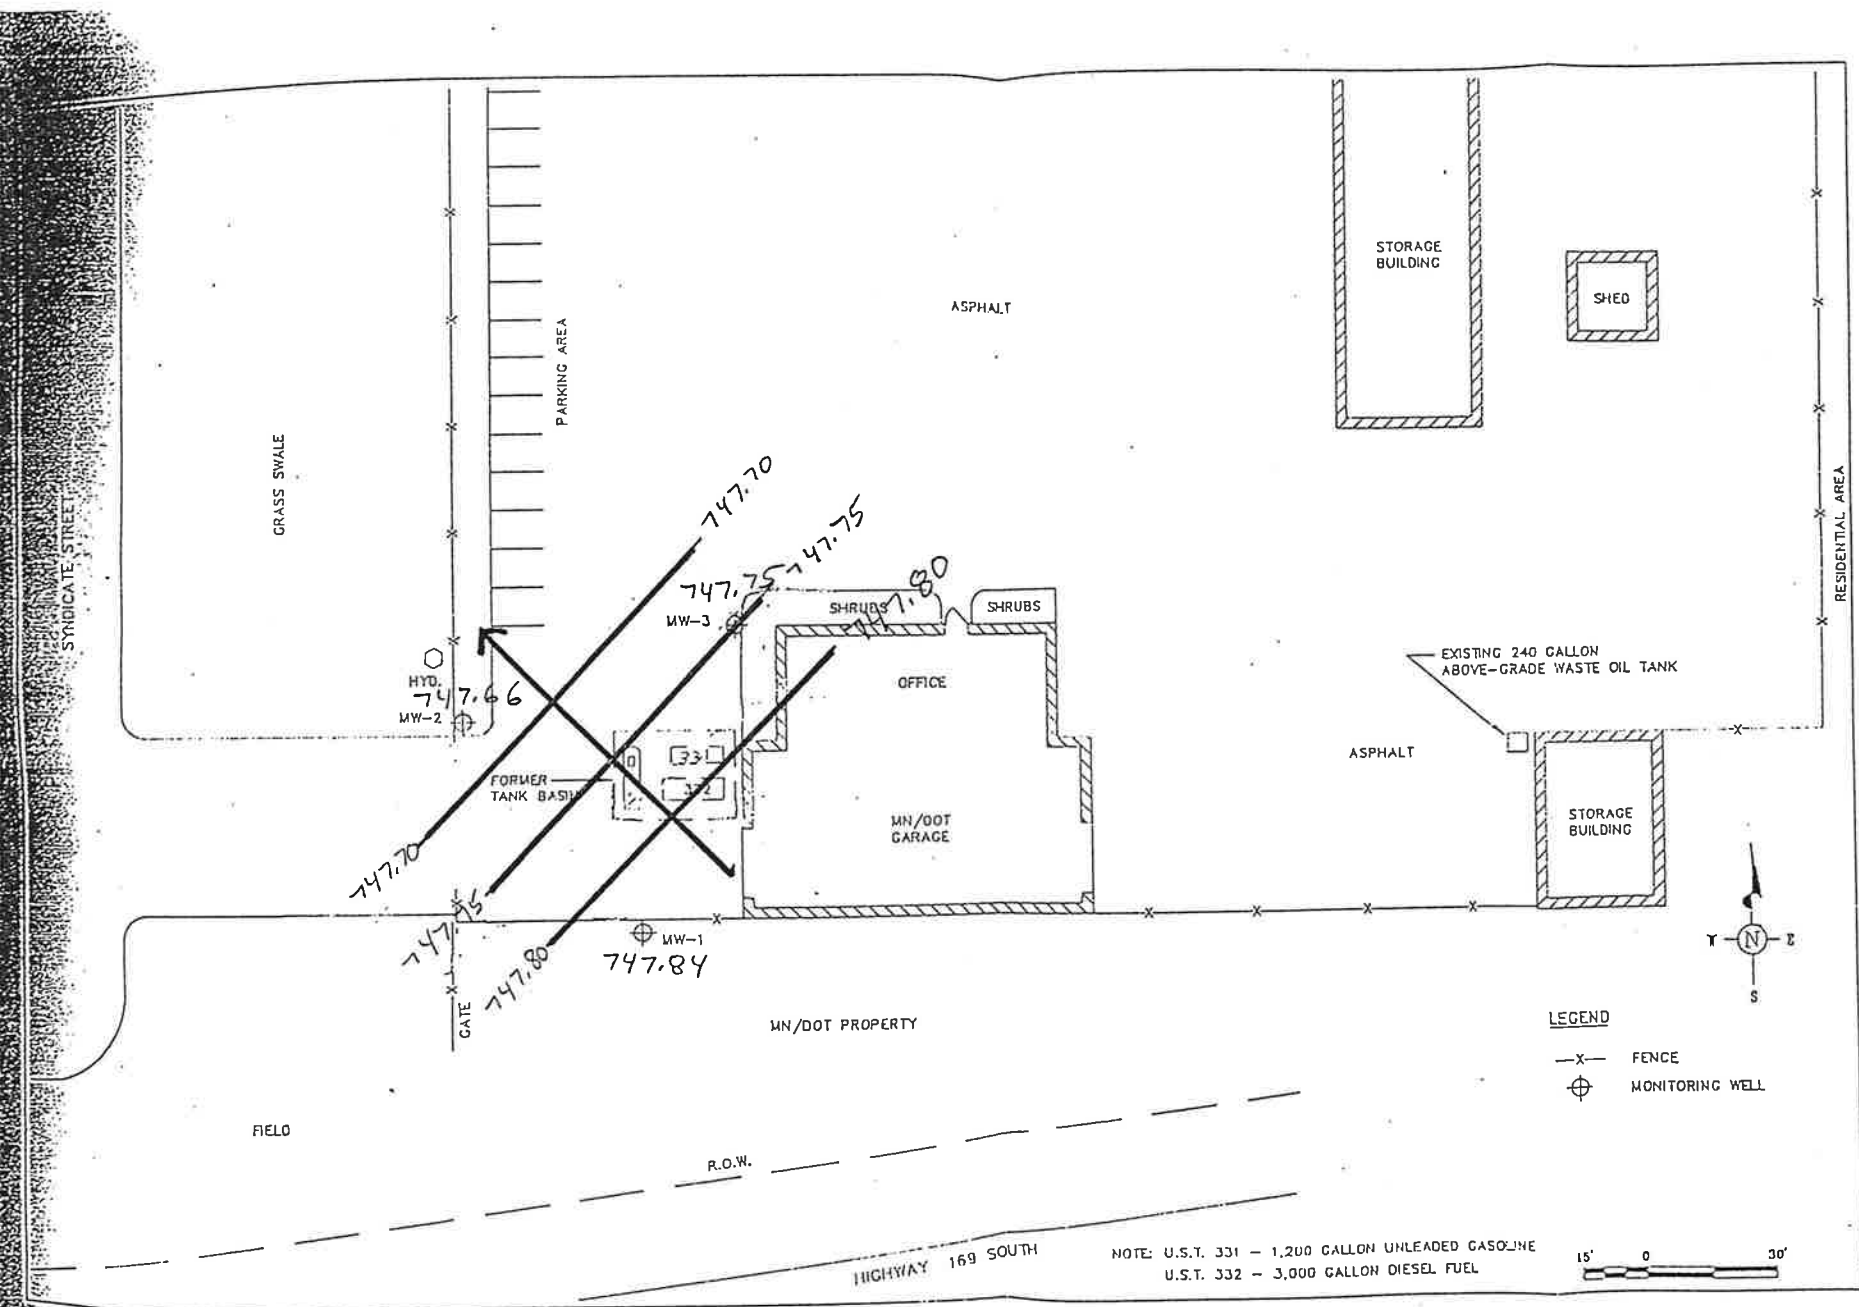 STORAGE
BUILDING
SHED
ASPHALT
PARKING AREA
GRASS SWALE
SYNDICATE STREET
RESIDENTIAL AREA
747.70
747.75
747.75
747.80
MW-3
SHRUBS
SHRUBS
EXISTING 240 GALLON
ABOVE-GRADE WASTE OIL TANK
HYD.
747.66
MW-2
OFFICE
331
332
FORMER
TANK BASIN
ASPHALT
MN/DOT
GARAGE
STORAGE
BUILDING
747.70
747.75
747.80
MW-1
747.84
GATE
N
E
S
MN/DOT PROPERTY
LEGEND
—X— FENCE
MONITORING WELL
FIELD
R.O.W.
HIGHWAY 169 SOUTH
NOTE: U.S.T. 331 — 1,200 GALLON UNLEADED GASOLINE
U.S.T. 332 — 3,000 GALLON DIESEL FUEL
15' 0 30'